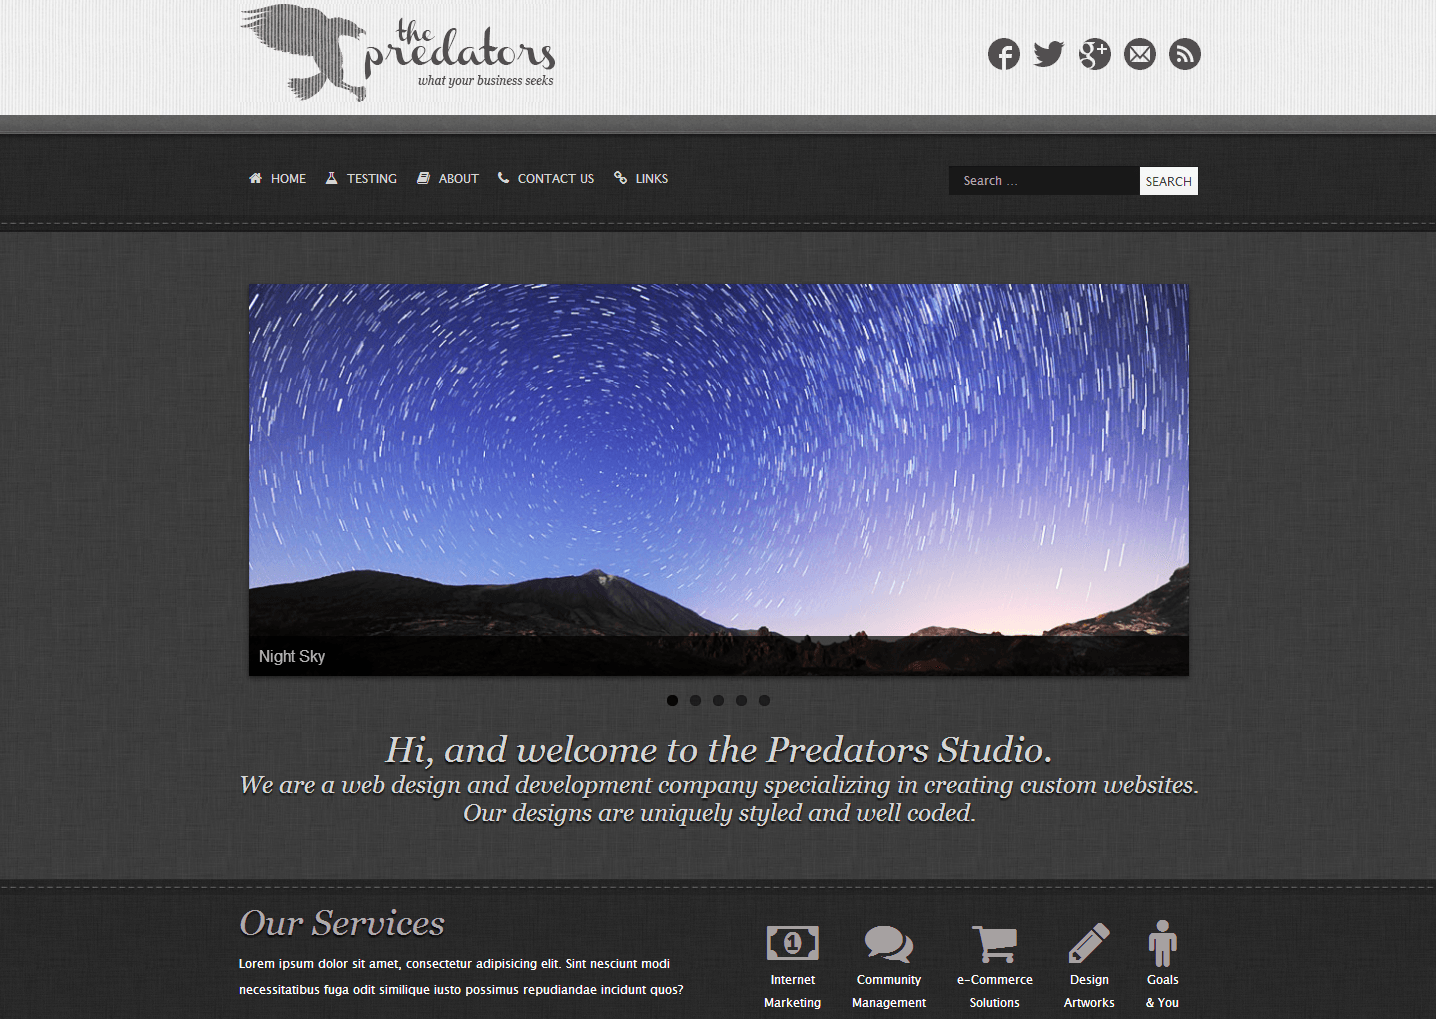 the
predators
what your business seeks
HOME TESTING ABOUT CONTACT US LINKS
Search ... SEARCH
Night Sky
Hi, and welcome to the Predators Studio.
We are a web design and development company specializing in creating custom websites.
Our designs are uniquely styled and well coded.
Our Services
Lorem ipsum dolor sit amet, consectetur adipisicing elit. Sint nesciunt modi
necessitatibus fuga odit similique iusto possimus repudiandae incidunt quos?
1
Internet
Marketing
Community
Management
e-Commerce
Solutions
Design
Artworks
Goals
& You